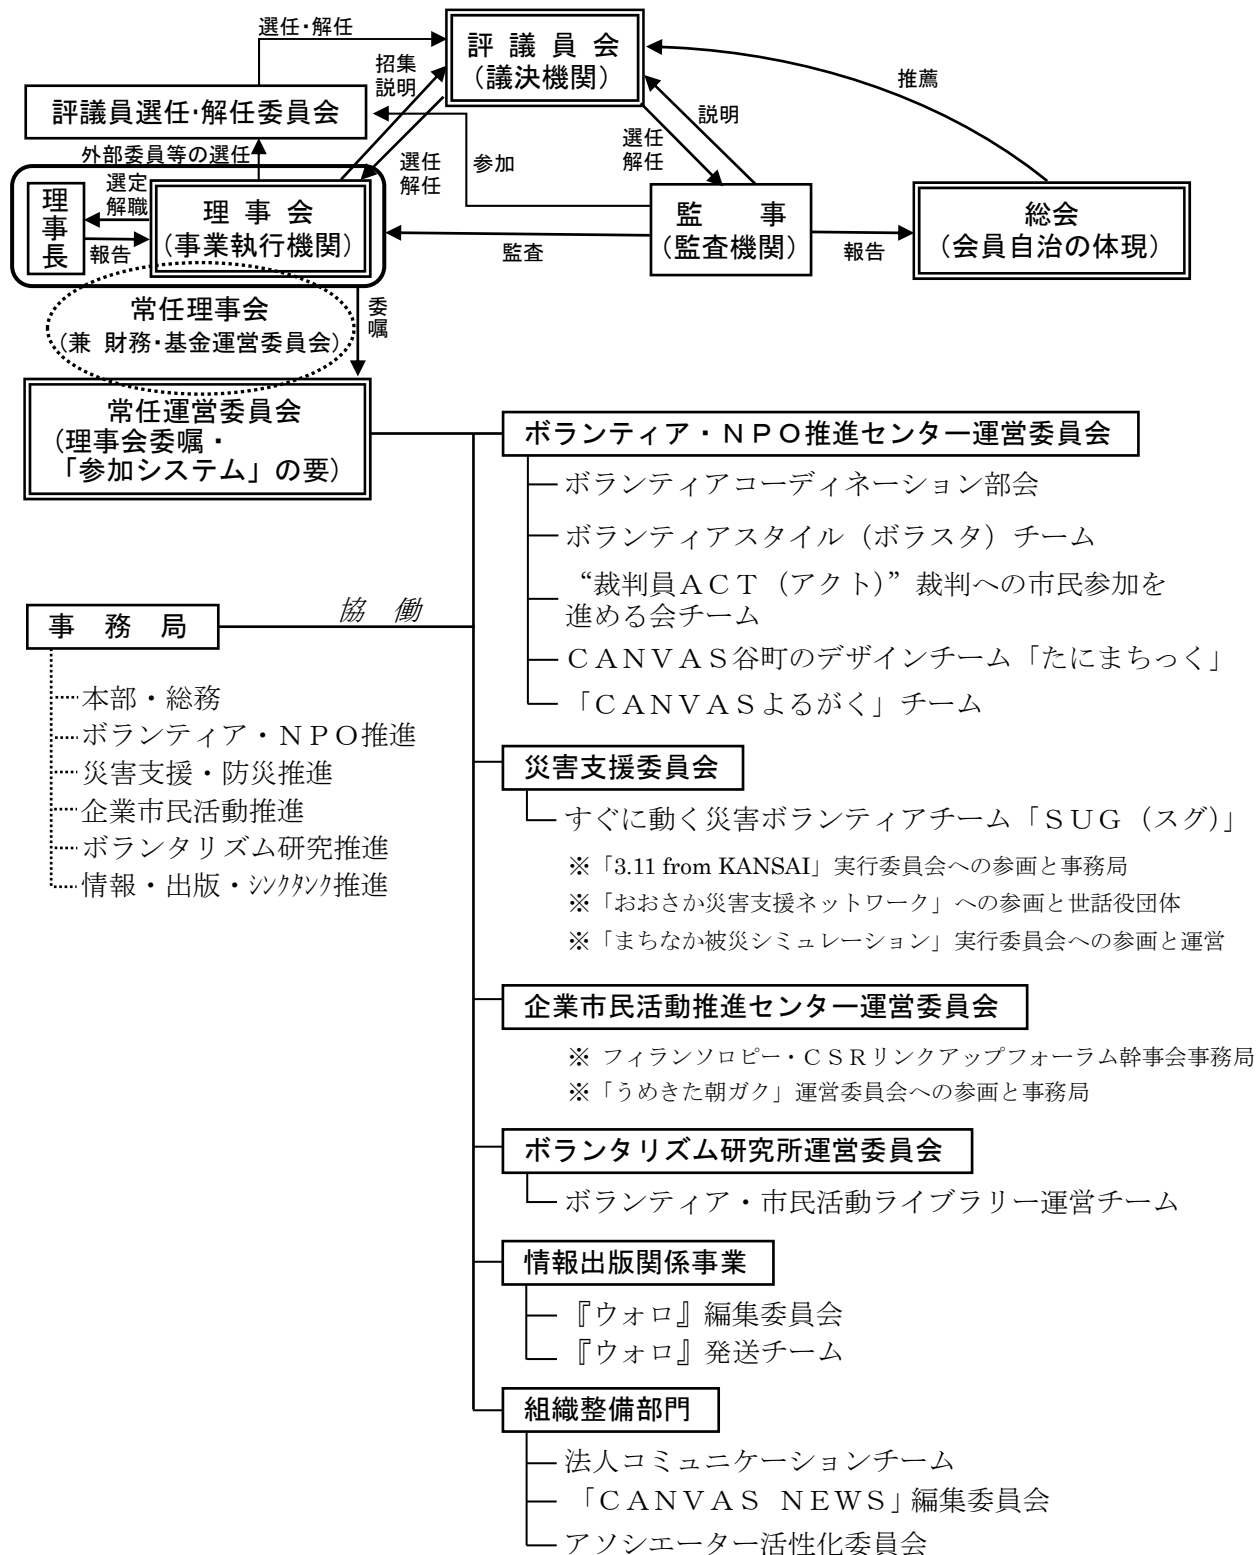 選任・解任
評議員会
(議決機関)
招集
説明
推薦
説明
評議員選任・解任委員会
選任
解任
外部委員等の選任
選任
解任
参加
理事長
選定
解職
報告
理事会
(事業執行機関)
監査
監　事
(監査機関)
報告
総会
(会員自治の体現)
常任理事会
(兼 財務・基金運営委員会)
委嘱
常任運営委員会
(理事会委嘱・
「参加システム」の要)
ボランティア・ＮＰＯ推進センター運営委員会
ボランティアコーディネーション部会
ボランティアスタイル（ボラスタ）チーム
“裁判員ＡＣＴ（アクト）”裁判への市民参加を
進める会チーム
ＣＡＮＶＡＳ谷町のデザインチーム「たにまちっく」
「ＣＡＮＶＡＳよるがく」チーム
事　務　局
協　働
本部・総務
ボランティア・ＮＰＯ推進
災害支援・防災推進
企業市民活動推進
ボランタリズム研究推進
情報・出版・ｼﾝｸﾀﾝｸ推進
災害支援委員会
すぐに動く災害ボランティアチーム「ＳＵＧ（スグ）」
※「3.11 from KANSAI」実行委員会への参画と事務局
※「おおさか災害支援ネットワーク」への参画と世話役団体
※「まちなか被災シミュレーション」実行委員会への参画と運営
企業市民活動推進センター運営委員会
※ フィランソロピー・ＣＳＲリンクアップフォーラム幹事会事務局
※「うめきた朝ガク」運営委員会への参画と事務局
ボランタリズム研究所運営委員会
ボランティア・市民活動ライブラリー運営チーム
情報出版関係事業
『ウォロ』編集委員会
『ウォロ』発送チーム
組織整備部門
法人コミュニケーションチーム
「ＣＡＮＶＡＳ ＮＥＷＳ」編集委員会
アソシエーター活性化委員会